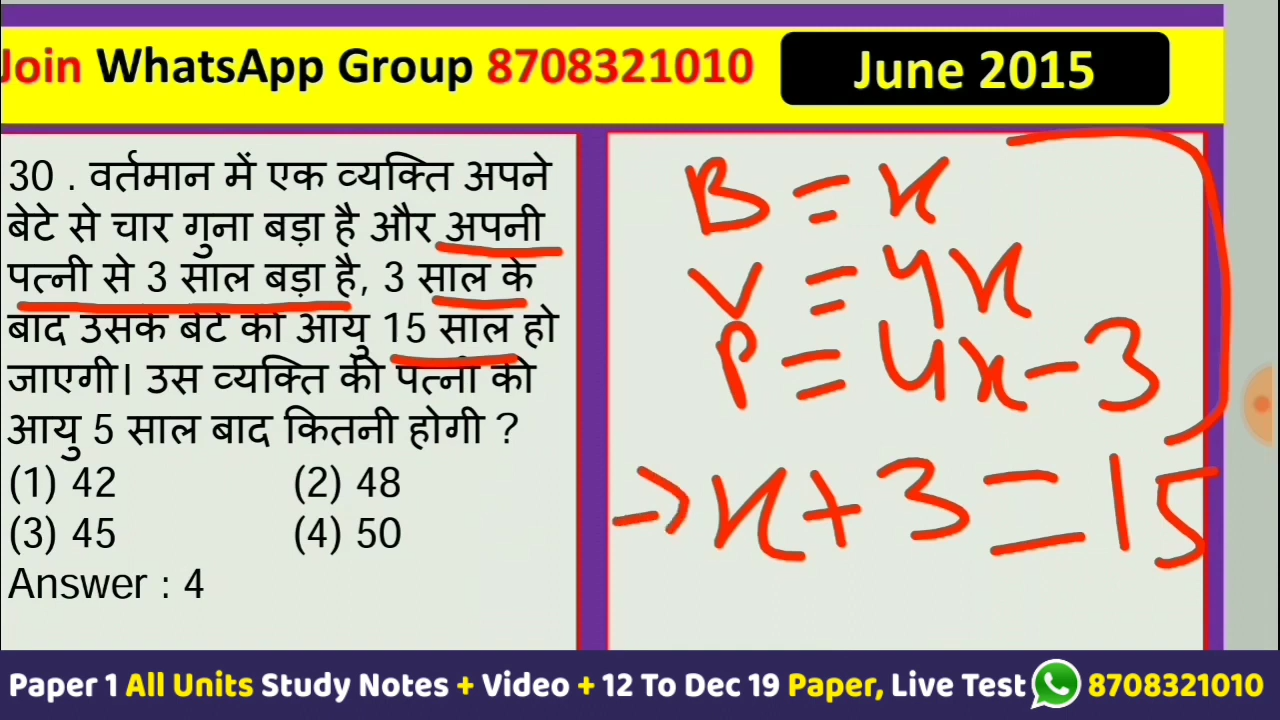 Join WhatsApp Group 8708321010
June 2015
30 . वर्तमान में एक व्यक्ति अपने
बेटे से चार गुना बड़ा है और अपनी
पत्नी से 3 साल बड़ा है, 3 साल के
बाद उसके बेटे की आयु 15 साल हो
जाएगी। उस व्यक्ति की पत्नी की
आयु 5 साल बाद कितनी होगी ?
(1) 42 (2) 48
(3) 45 (4) 50
Answer : 4
B = x
V = 4x
P = 4x - 3
→ x + 3 = 15
Paper 1 All Units Study Notes + Video + 12 To Dec 19 Paper, Live Test 8708321010